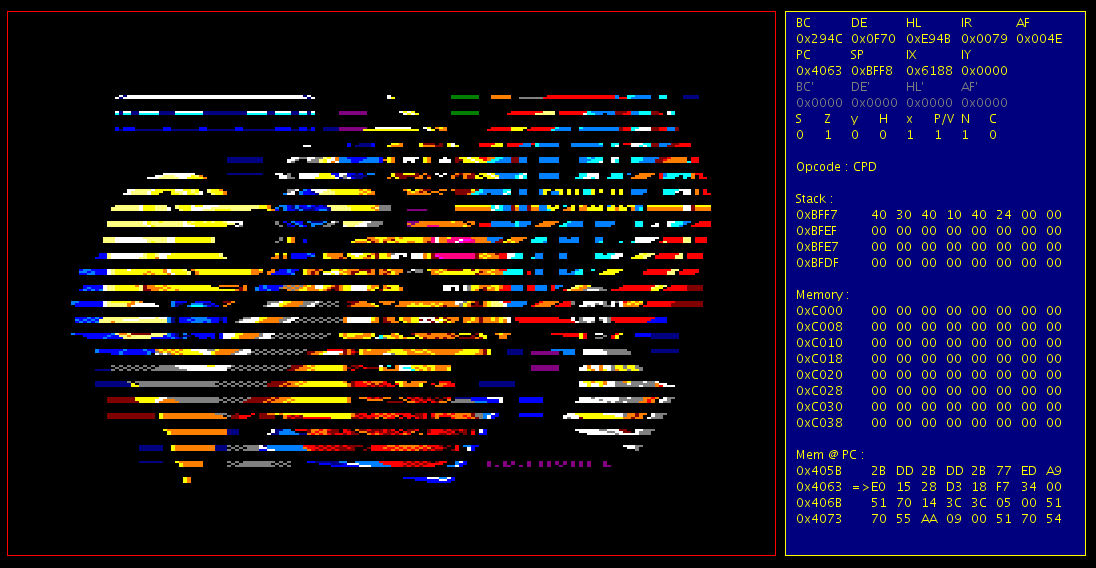 BC DE HL IR AF
0x294C 0x0F70 0xE94B 0x0079 0x004E
PC SP IX IY
0x4063 0xBFF8 0x6188 0x0000
BC' DE' HL' AF'
0x0000 0x0000 0x0000 0x0000
S Z y H x P/V N C
0 1 0 0 1 1 1 0
Opcode : CPD
Stack :
0xBFF7 40 30 40 10 40 24 00 00
0xBFEF 00 00 00 00 00 00 00 00
0xBFE7 00 00 00 00 00 00 00 00
0xBFDF 00 00 00 00 00 00 00 00
Memory :
0xC000 00 00 00 00 00 00 00 00
0xC008 00 00 00 00 00 00 00 00
0xC010 00 00 00 00 00 00 00 00
0xC018 00 00 00 00 00 00 00 00
0xC020 00 00 00 00 00 00 00 00
0xC028 00 00 00 00 00 00 00 00
0xC030 00 00 00 00 00 00 00 00
0xC038 00 00 00 00 00 00 00 00
Mem @ PC :
0x405B 2B DD 2B DD 2B 77 ED A9
0x4063 =>E0 15 28 D3 18 F7 34 00
0x406B 51 70 14 3C 3C 05 00 51
0x4073 70 55 AA 09 00 51 70 54